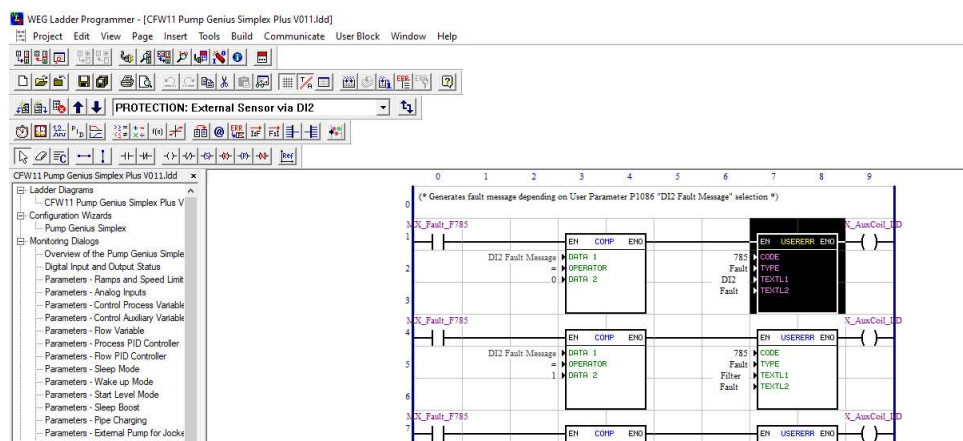 WEG Ladder Programmer - [CFW11 Pump Genius Simplex Plus V011.ldd]
Project Edit View Page Insert Tools Build Communicate User Block Window Help
PROTECTION: External Sensor via DI2
CFW11 Pump Genius Simplex Plus V011.ldd ×
Ladder Diagrams
CFW11 Pump Genius Simplex Plus V
Configuration Wizards
Pump Genius Simplex
Monitoring Dialogs
Overview of the Pump Genius Simple
Digital Input and Output Status
Parameters - Ramps and Speed Limit
Parameters - Analog Inputs
Parameters - Control Process Variable
Parameters - Control Auxiliary Variable
Parameters - Flow Variable
Parameters - Process PID Controller
Parameters - Flow PID Controller
Parameters - Sleep Mode
Parameters - Wake up Mode
Parameters - Start Level Mode
Parameters - Sleep Boost
Parameters - Pipe Charging
Parameters - External Pump for Jocke
0 1 2 3 4 5 6 7 8 9
(* Generates fault message depending on User Parameter P1086 "DI2 Fault Message" selection *)
0
MX_Fault_F785 X_AuxCoil_LD
1
EN COMP ENO EN USERERR ENO
DI2 Fault Message DATA 1 785 CODE
2 = OPERATOR Fault TYPE
0 DATA 2 DI2 TEXTL1
Fault TEXTL2
3
MX_Fault_F785 X_AuxCoil_LD
4
EN COMP ENO EN USERERR ENO
DI2 Fault Message DATA 1 785 CODE
5 = OPERATOR Fault TYPE
1 DATA 2 Filter TEXTL1
Fault TEXTL2
6
MX_Fault_F785 X_AuxCoil_LD
7
EN COMP ENO EN USERERR ENO